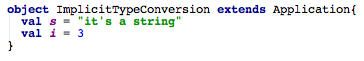 object ImplicitTypeConversion extends Application{
  val s = "it's a string"
  val i = 3
}